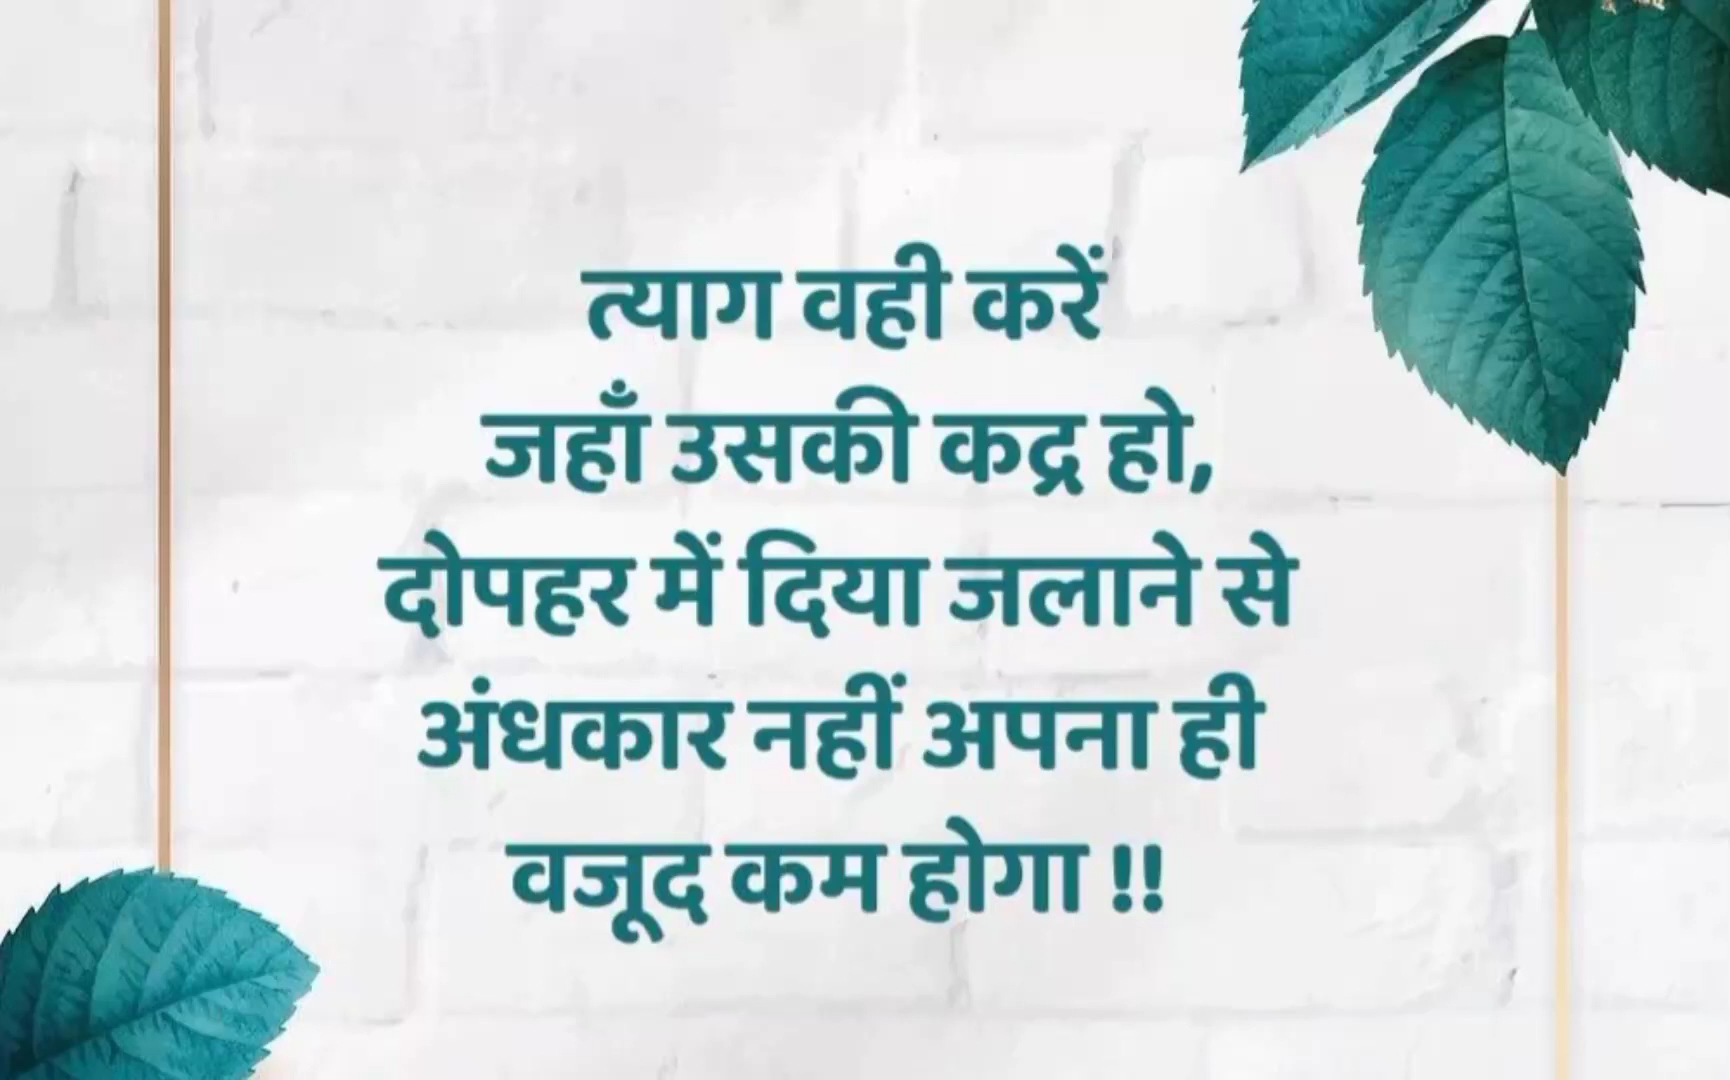 त्याग वही करें
जहाँ उसकी कद्र हो,
दोपहर में दिया जलाने से
अंधकार नहीं अपना ही
वजूद कम होगा !!